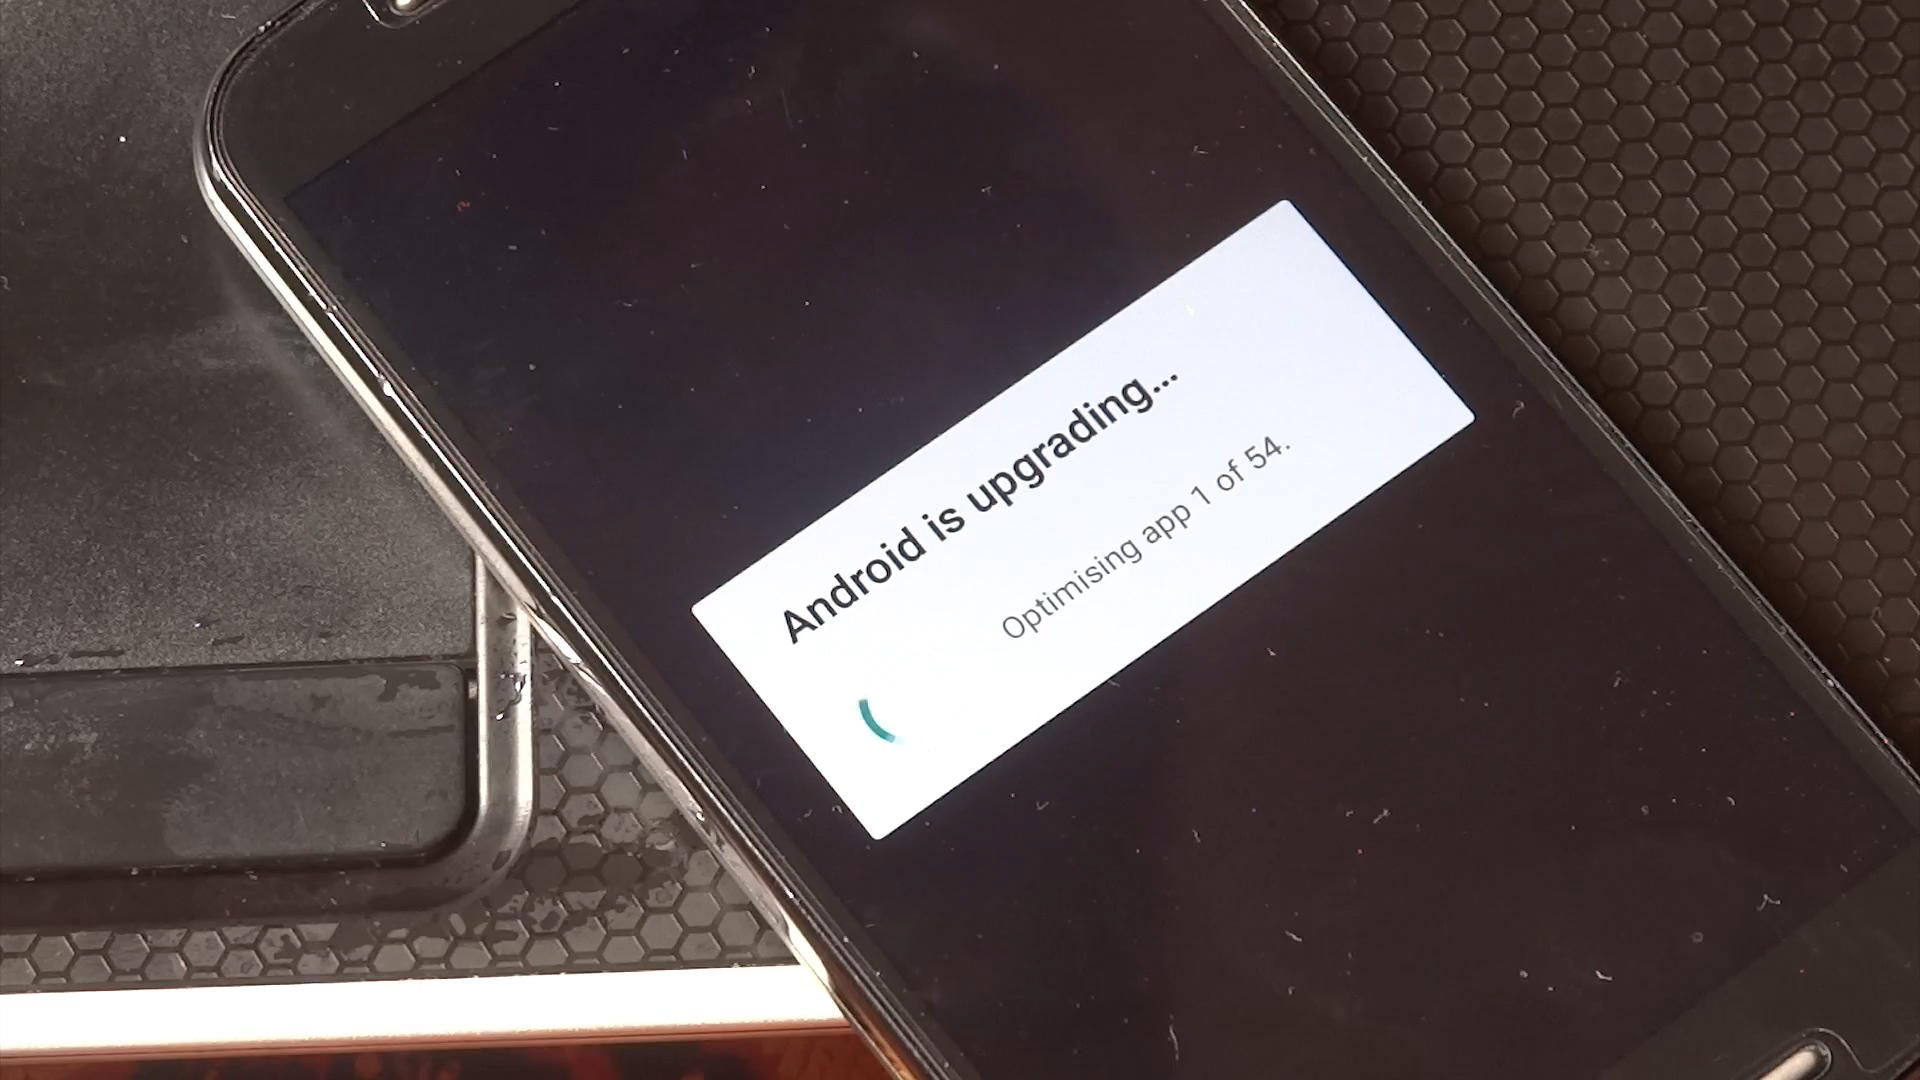 Android is upgrading...
Optimising app 1 of 54.